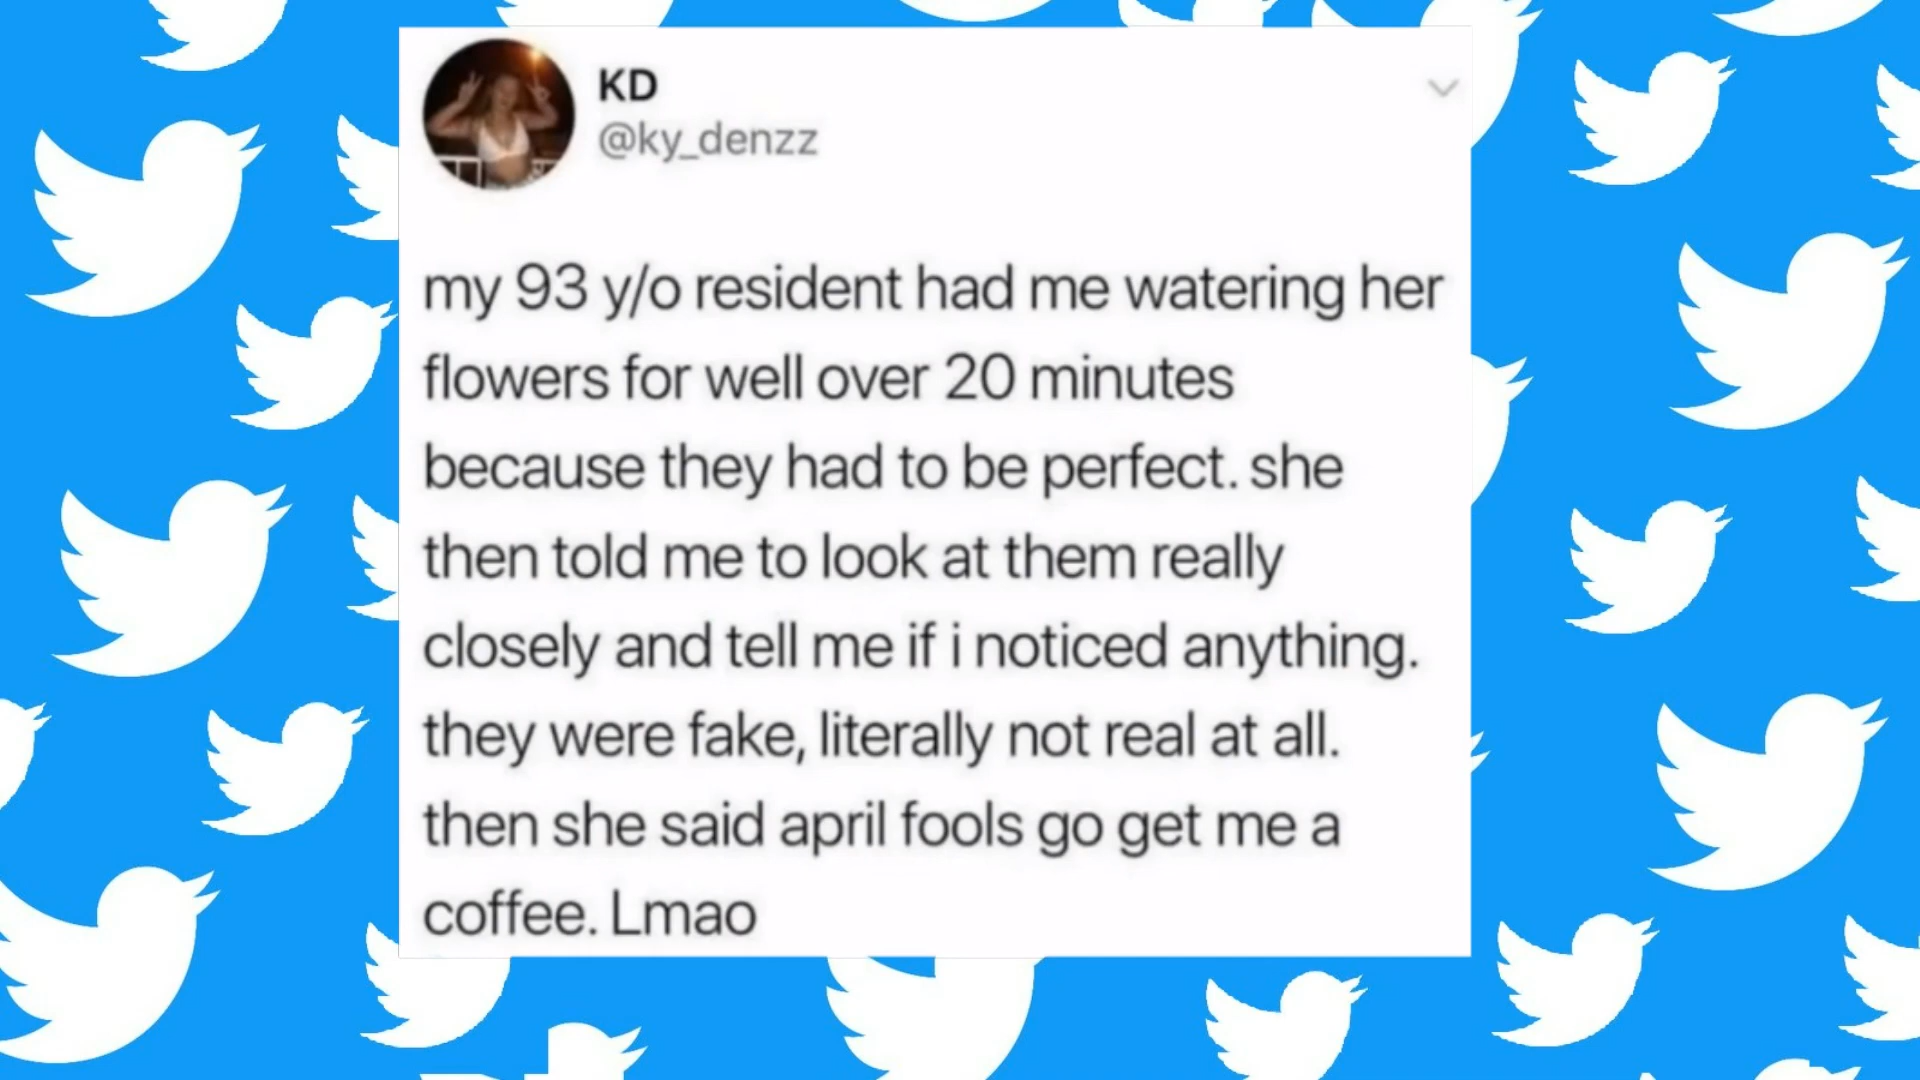 KD
@ky_denzz
my 93 y/o resident had me watering her
flowers for well over 20 minutes
because they had to be perfect. she
then told me to look at them really
closely and tell me if i noticed anything.
they were fake, literally not real at all.
then she said april fools go get me a
coffee. Lmao